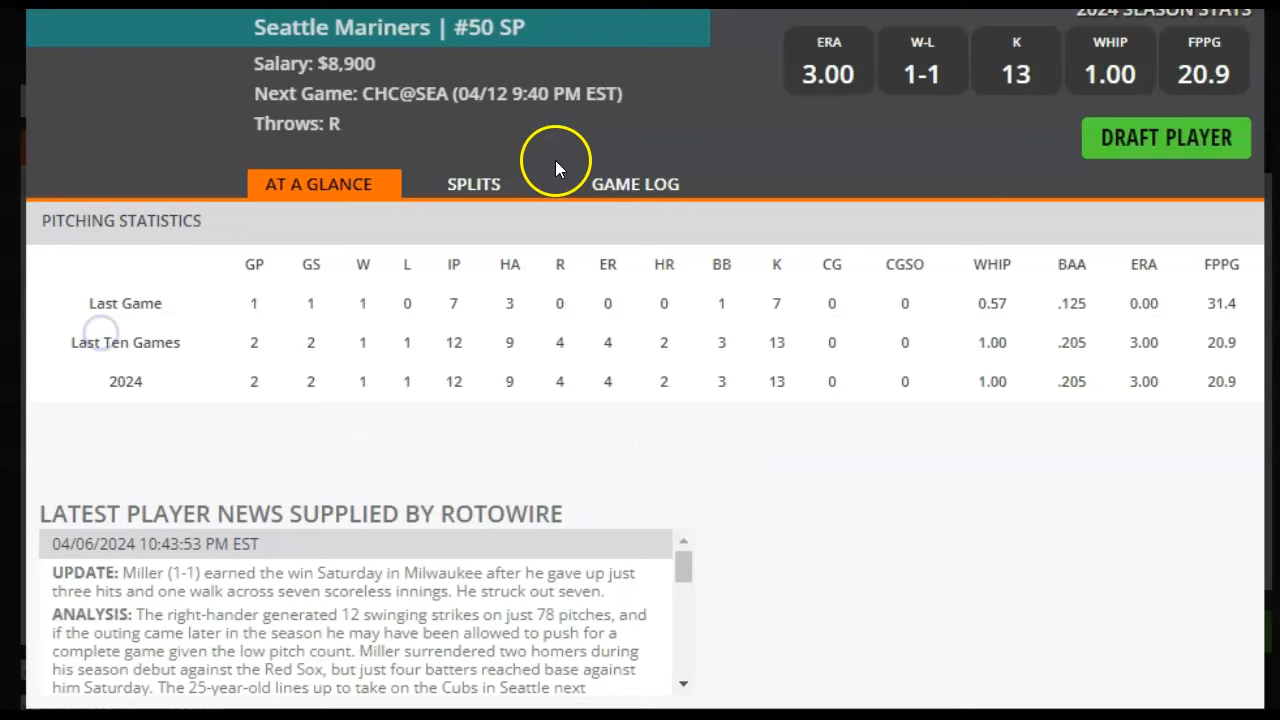 2024 SEASON STATS
Seattle Mariners | #50 SP
Salary: $8,900
Next Game: CHC@SEA (04/12 9:40 PM EST)
Throws: R
ERA W-L K WHIP FPPG
3.00 1-1 13 1.00 20.9
DRAFT PLAYER
AT A GLANCE SPLITS GAME LOG
PITCHING STATISTICS
GP GS W L IP HA R ER HR BB K CG CGSO WHIP BAA ERA FPPG
Last Game 1 1 1 0 7 3 0 0 0 1 7 0 0 0.57 .125 0.00 31.4
Last Ten Games 2 2 1 1 12 9 4 4 2 3 13 0 0 1.00 .205 3.00 20.9
2024 2 2 1 1 12 9 4 4 2 3 13 0 0 1.00 .205 3.00 20.9
LATEST PLAYER NEWS SUPPLIED BY ROTOWIRE
04/06/2024 10:43:53 PM EST
UPDATE: Miller (1-1) earned the win Saturday in Milwaukee after he gave up just
three hits and one walk across seven scoreless innings. He struck out seven.
ANALYSIS: The right-hander generated 12 swinging strikes on just 78 pitches, and
if the outing came later in the season he may have been allowed to push for a
complete game given the low pitch count. Miller surrendered two homers during
his season debut against the Red Sox, but just four batters reached base against
him Saturday. The 25-year-old lines up to take on the Cubs in Seattle next